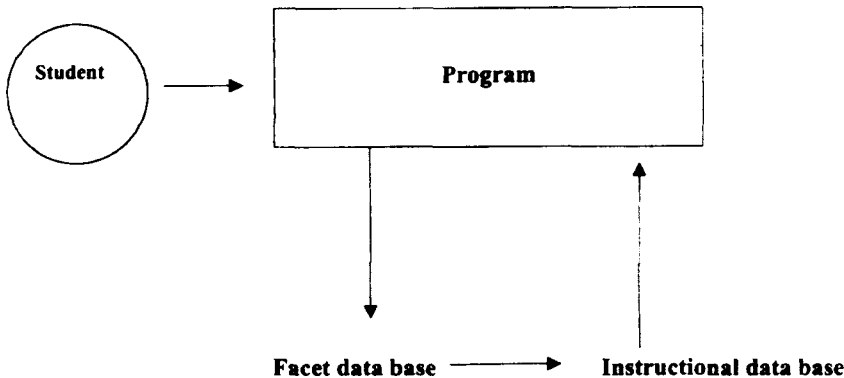 Student
Program
Facet data base
Instructional data base